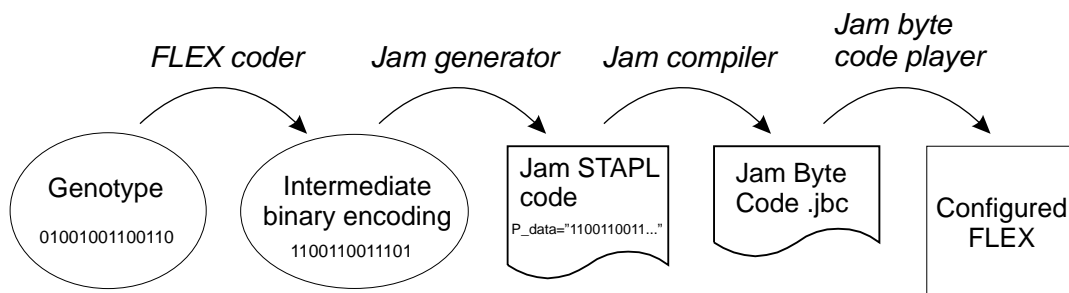 FLEX coder
Jam generator
Jam compiler
Jam byte
code player
Genotype
01001001100110
Intermediate
binary encoding
1100110011101
Jam STAPL
code
P_data="1100110011..."
Jam Byte
Code .jbc
Configured
FLEX